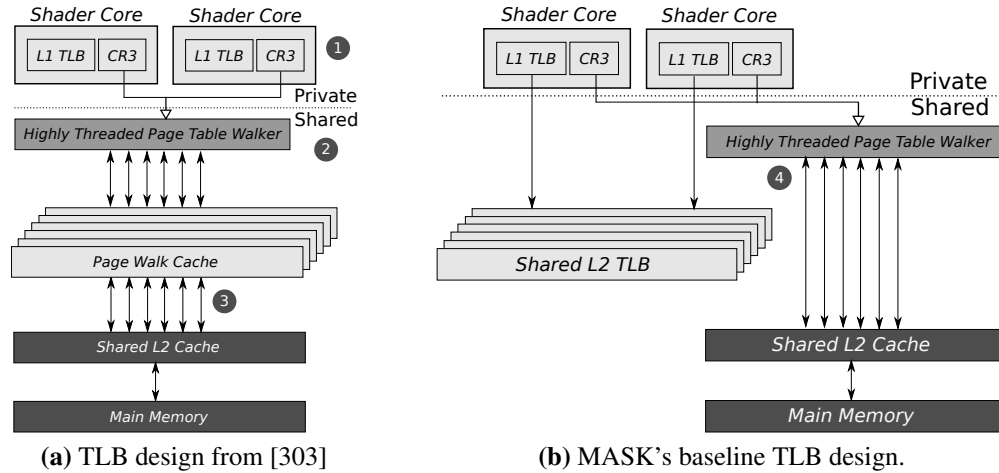 Shader Core
Shader Core
L1 TLB
CR3
L1 TLB
CR3
1
Private
Shared
Highly Threaded Page Table Walker
2
Page Walk Cache
3
Shared L2 Cache
Main Memory
(a) TLB design from [303]
Shader Core
Shader Core
L1 TLB
CR3
L1 TLB
CR3
Private
Shared
Highly Threaded Page Table Walker
4
Shared L2 TLB
Shared L2 Cache
Main Memory
(b) MASK's baseline TLB design.